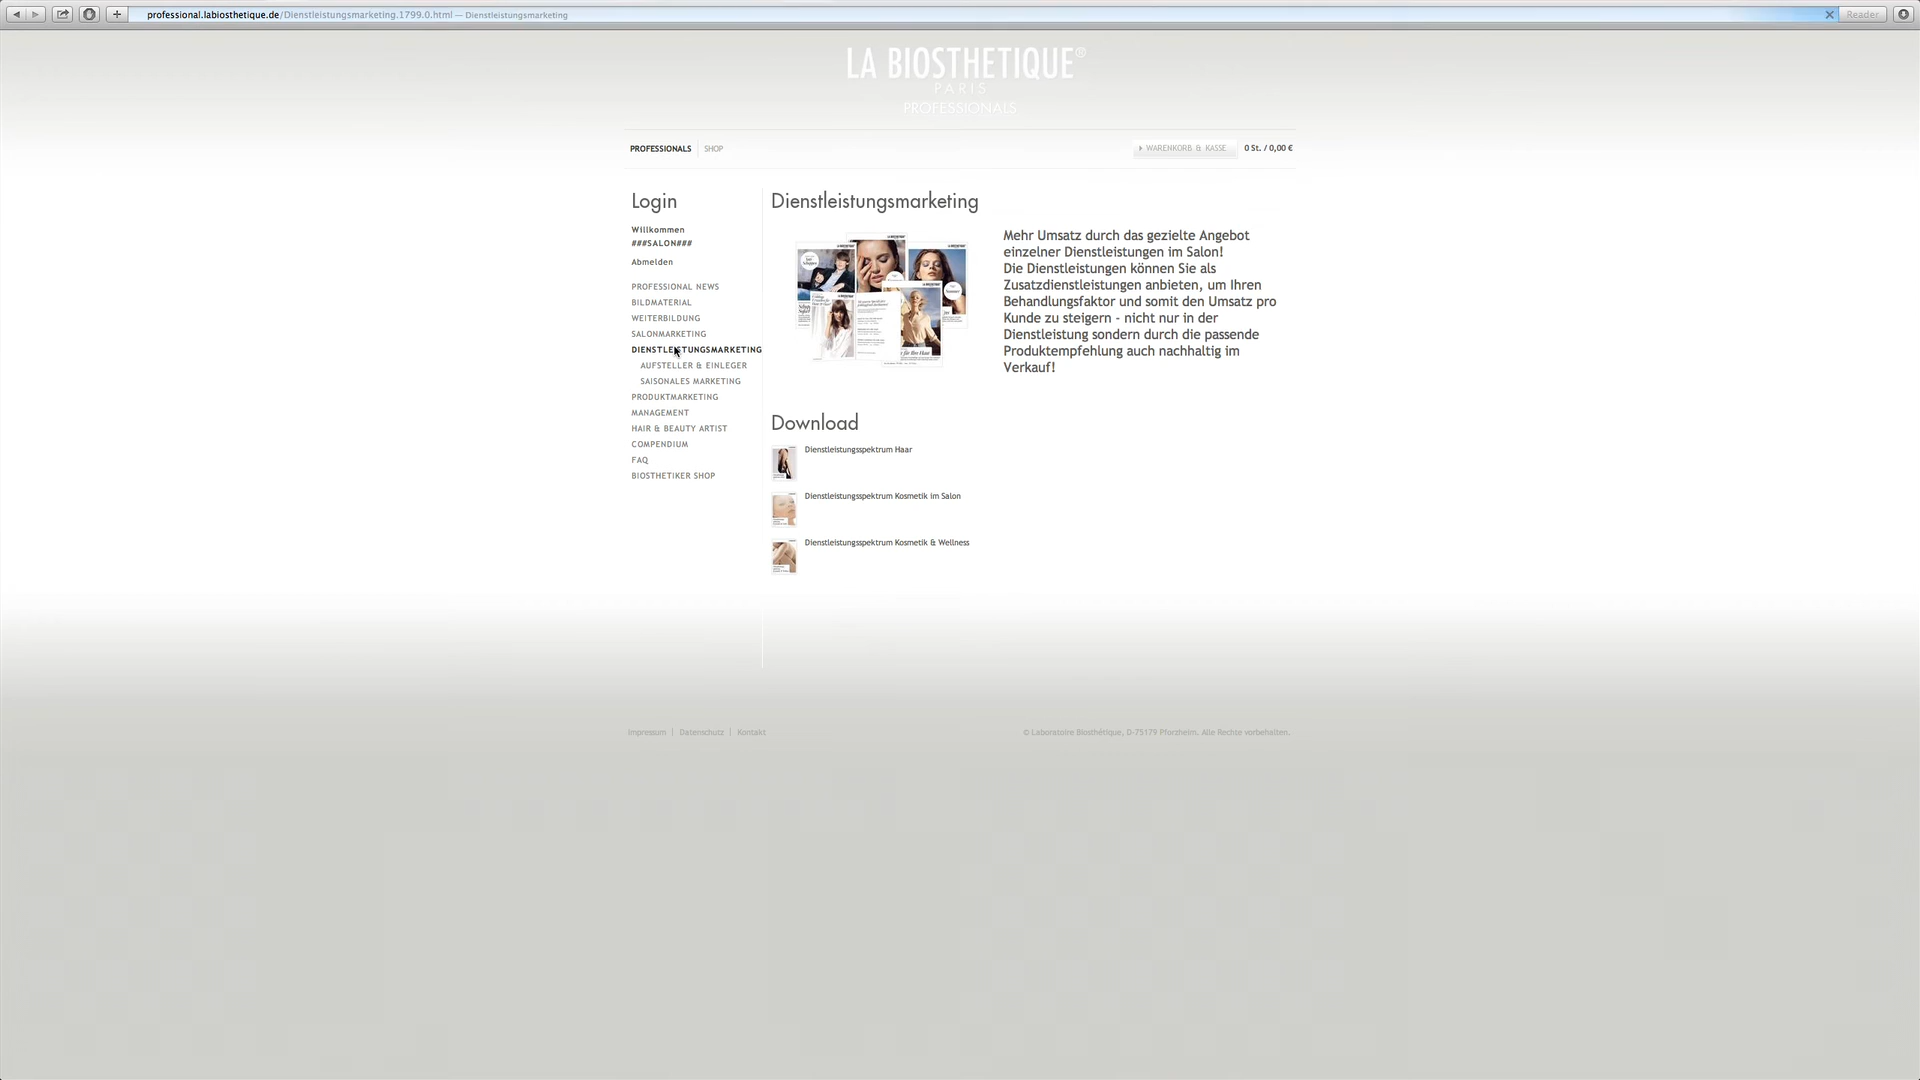 professional.labiosthetique.de/Dienstleistungsmarketing.1799.0.html — Dienstleistungsmarketing
Reader
LA BIOSTHETIQUE®
PARIS
PROFESSIONALS
PROFESSIONALS SHOP
WARENKORB & KASSE 0 St. / 0,00 €
Login
Willkommen
###SALON###
Abmelden
PROFESSIONAL NEWS
BILDMATERIAL
WEITERBILDUNG
SALONMARKETING
DIENSTLEISTUNGSMARKETING
AUFSTELLER & EINLEGER
SAISONALES MARKETING
PRODUKTMARKETING
MANAGEMENT
HAIR & BEAUTY ARTIST
COMPENDIUM
FAQ
BIOSTHETIKER SHOP
Dienstleistungsmarketing
Mehr Umsatz durch das gezielte Angebot
einzelner Dienstleistungen im Salon!
Die Dienstleistungen können Sie als
Zusatzdienstleistungen anbieten, um Ihren
Behandlungsfaktor und somit den Umsatz pro
Kunde zu steigern - nicht nur in der
Dienstleistung sondern durch die passende
Produktempfehlung auch nachhaltig im
Verkauf!
Download
Dienstleistungsspektrum Haar
Dienstleistungsspektrum Kosmetik im Salon
Dienstleistungsspektrum Kosmetik & Wellness
Impressum | Datenschutz | Kontakt
© Laboratoire Biosthétique, D-75179 Pforzheim. Alle Rechte vorbehalten.